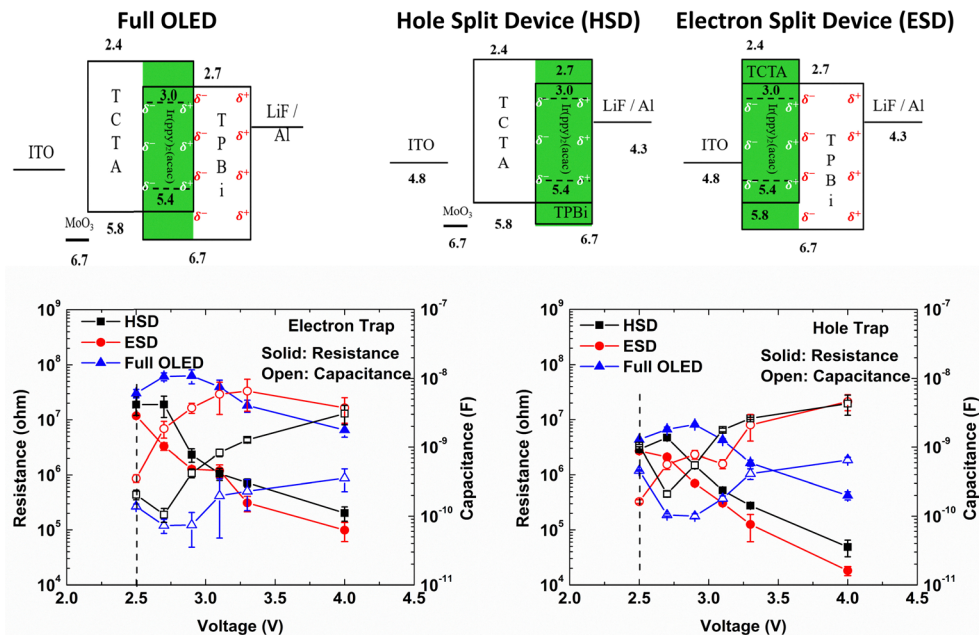 Full OLED
Hole Split Device (HSD)
Electron Split Device (ESD)
2.4
2.7
3.0
TCTA
Ir(ppy)₂(acac)
TPBi
δ⁻ δ⁺ δ⁻ δ⁺
δ⁻ δ⁺ δ⁻ δ⁺
δ⁻ δ⁺ δ⁻ δ⁺
LiF /
Al
ITO
5.4
5.8
MoO₃
6.7
6.7
2.4
2.7
3.0
TCTA
Ir(ppy)₂(acac)
δ⁻ δ⁺
δ⁻ δ⁺
δ⁻ δ⁺
LiF / Al
4.3
ITO
4.8
5.4
TPBi
MoO₃
5.8
6.7
6.7
2.4
TCTA
2.7
3.0
Ir(ppy)₂(acac)
TPBi
δ⁻ δ⁺ δ⁻ δ⁺
δ⁻ δ⁺ δ⁻ δ⁺
δ⁻ δ⁺ δ⁻ δ⁺
LiF / Al
4.3
ITO
4.8
5.4
5.8
6.7
HSD
ESD
Full OLED
Electron Trap
Solid: Resistance
Open: Capacitance
Resistance (ohm)
10⁹
10⁸
10⁷
10⁶
10⁵
10⁴
Capacitance (F)
10⁻⁷
10⁻⁸
10⁻⁹
10⁻¹⁰
10⁻¹¹
2.0 2.5 3.0 3.5 4.0 4.5
Voltage (V)
HSD
ESD
Full OLED
Hole Trap
Solid: Resistance
Open: Capacitance
Resistance (ohm)
10⁹
10⁸
10⁷
10⁶
10⁵
10⁴
Capacitance (F)
10⁻⁷
10⁻⁸
10⁻⁹
10⁻¹⁰
10⁻¹¹
2.0 2.5 3.0 3.5 4.0 4.5
Voltage (V)